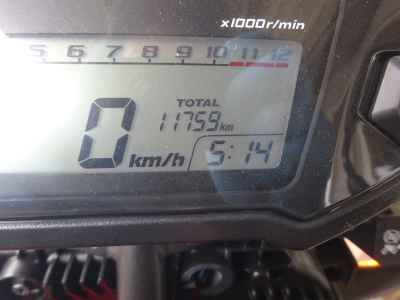 x1000r/min
5 6 7 8 9 10 11 12
TOTAL
11759 km
0 km/h 5:14